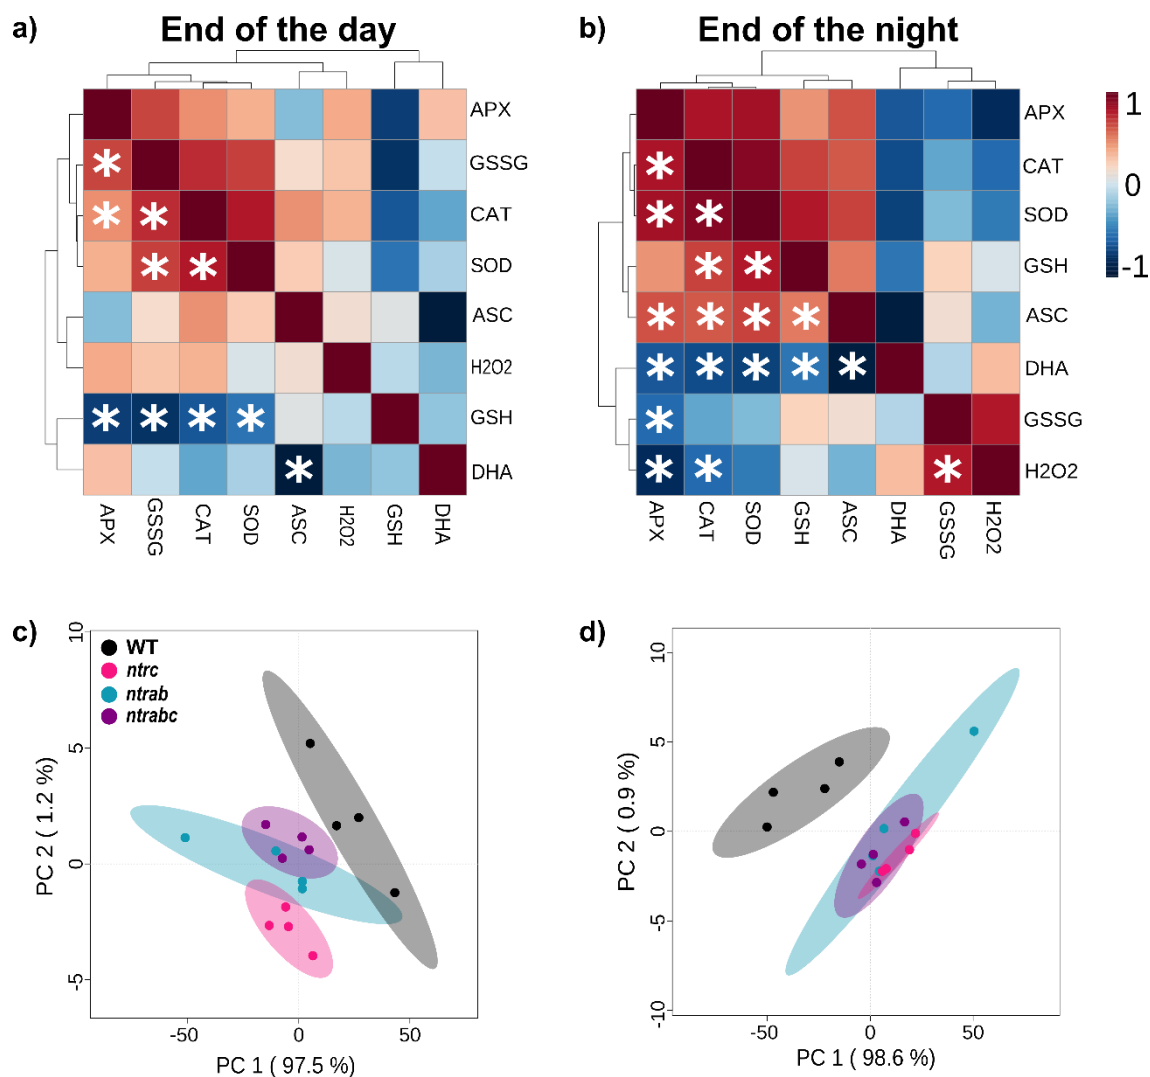 a) End of the day
APX
GSSG
CAT
SOD
ASC
H2O2
GSH
DHA
APX GSSG CAT SOD ASC H2O2 GSH DHA
b) End of the night
APX
CAT
SOD
GSH
ASC
DHA
GSSG
H2O2
APX CAT SOD GSH ASC DHA GSSG H2O2
1
0
-1
* 
* *
* *
* * * *
*
*
* *
* *
* * * *
* * * * *
*
* * *
c)
WT
ntrc
ntrab
ntrabc
10
5
0
-5
PC 2 ( 1.2 %)
-50 0 50
PC 1 ( 97.5 %)
d)
10
5
0
-5
-10
PC 2 ( 0.9 %)
-50 0 50
PC 1 ( 98.6 %)